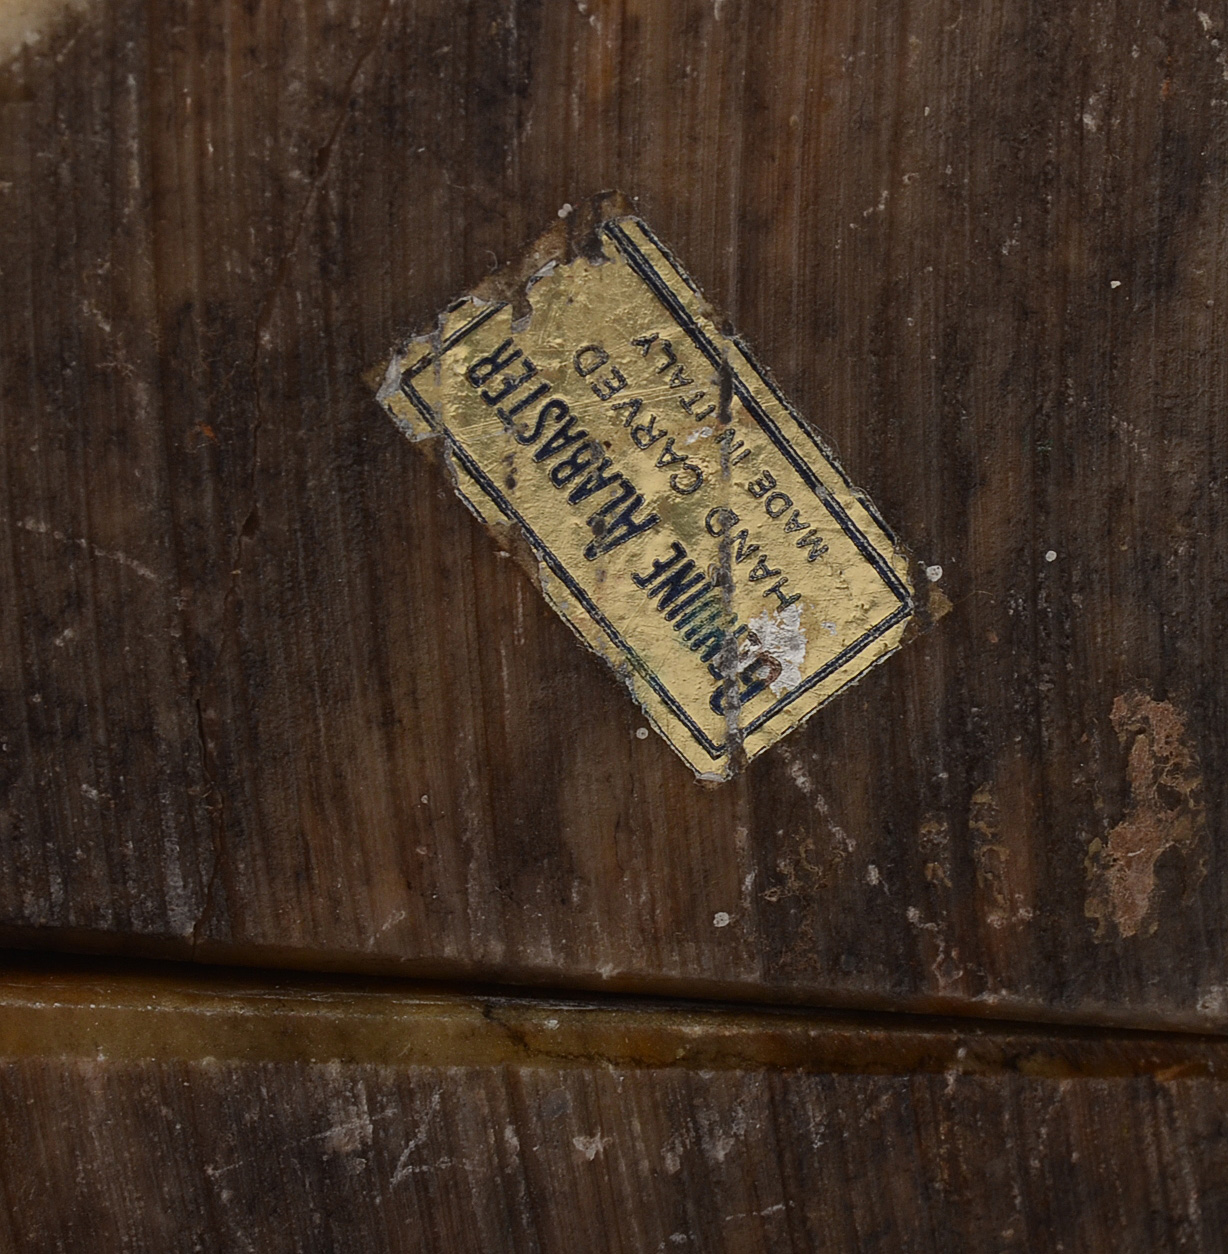 GENUINE ALABASTER
HAND CARVED
MADE IN ITALY